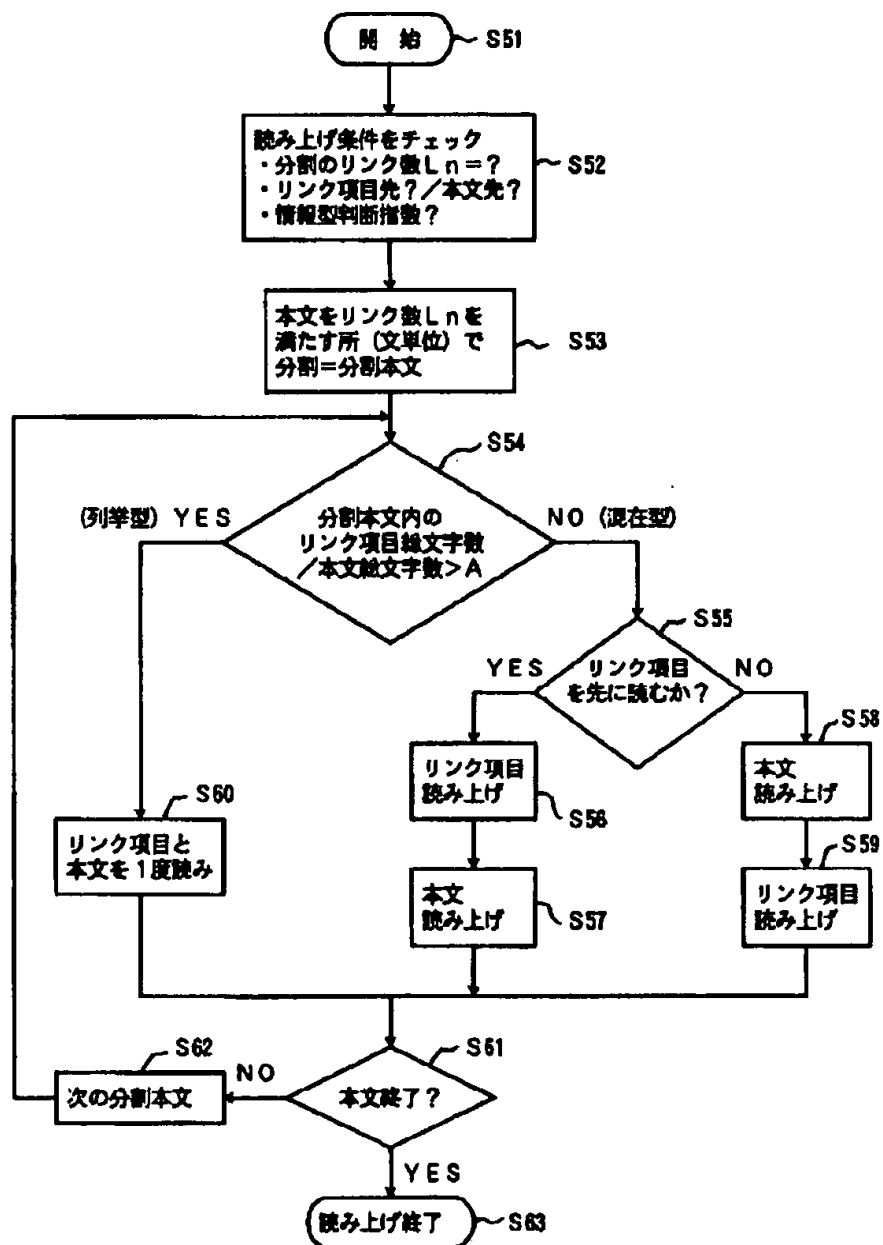 開 始
S51
読み上げ条件をチェック
・分割のリンク数Ln=?
・リンク項目先?/本文先?
・情報型判断指数?
S52
本文をリンク数Lnを
満たす所(文単位)で
分割=分割本文
S53
S54
(列挙型) YES
分割本文内の
リンク項目総文字数
/本文総文字数>A
NO (混在型)
S55
YES
リンク項目
を先に読むか?
NO
S58
リンク項目
読み上げ
S56
本文
読み上げ
S60
リンク項目と
本文を1度読み
S59
本文
読み上げ
S57
リンク項目
読み上げ
S62
NO
S61
次の分割本文
本文終了?
YES
読み上げ終了
S63